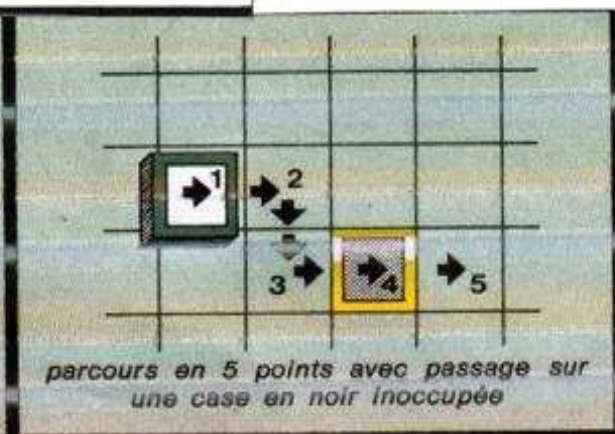 1 2
3 4 5
parcours en 5 points avec passage sur
une case en noir inoccupée